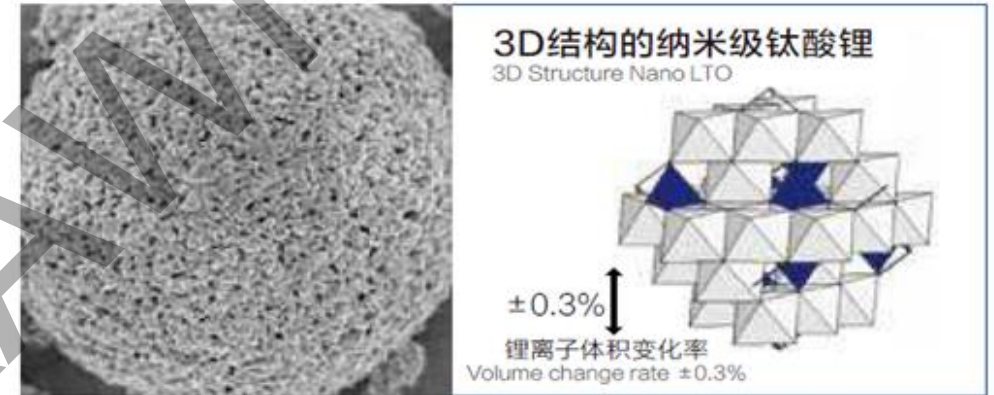 3D结构的纳米级钛酸锂
3D Structure Nano LTO
±0.3%
锂离子体积变化率
Volume change rate ±0.3%